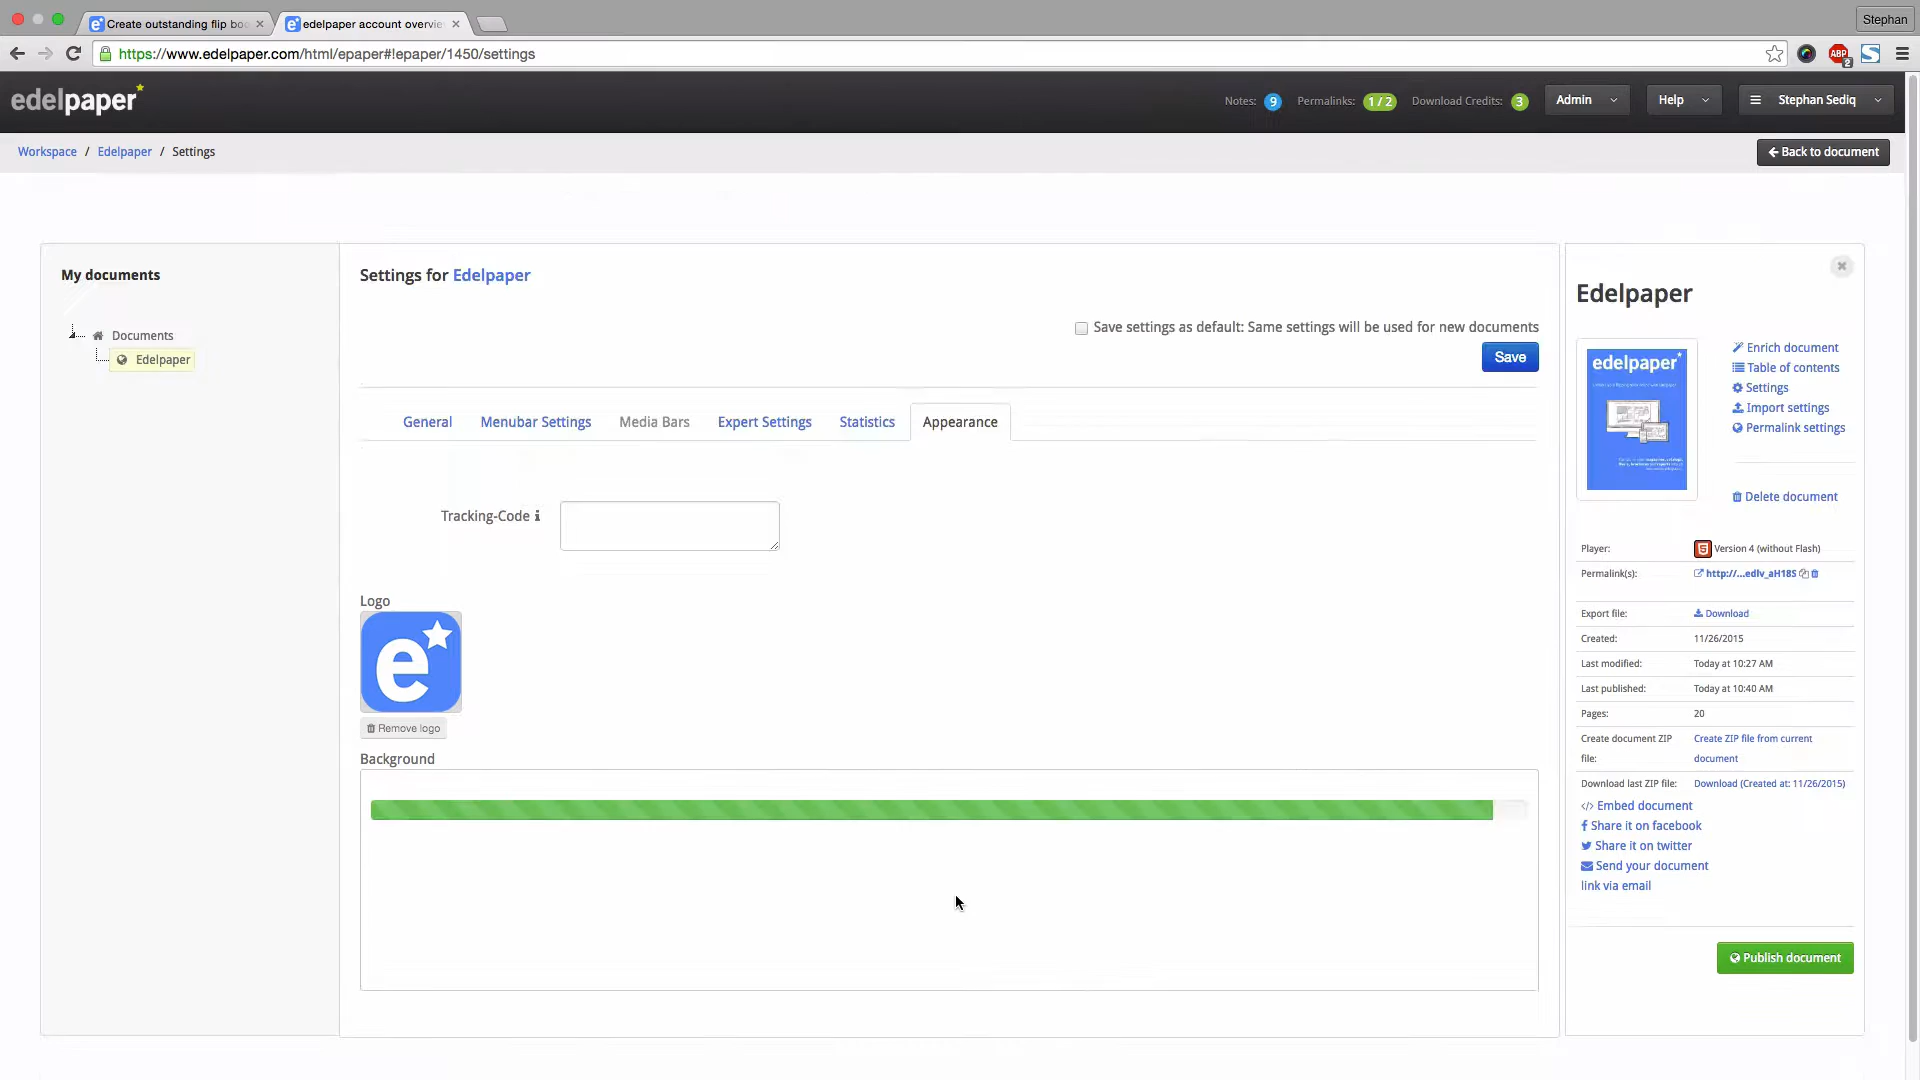 Create outstanding flip boo
edelpaper account overvie
Stephan
https://www.edelpaper.com/html/epaper#!epaper/1450/settings
ABP
2
edelpaper
Notes: 9 Permalinks: 1 / 2 Download Credits: 3 Admin Help Stephan Sediq
Workspace / Edelpaper / Settings
Back to document
My documents
Documents
Edelpaper
Settings for Edelpaper
Save settings as default: Same settings will be used for new documents
Save
General Menubar Settings Media Bars Expert Settings Statistics Appearance
Tracking-Code
Logo
e
Remove logo
Background
Edelpaper
edelpaper
Enrich document
Table of contents
Settings
Import settings
Permalink settings
Delete document
Player: Version 4 (without Flash)
Permalink(s): http://...edlv_aH18S
Export file: Download
Created: 11/26/2015
Last modified: Today at 10:27 AM
Last published: Today at 10:40 AM
Pages: 20
Create document ZIP file: Create ZIP file from current document
Download last ZIP file: Download (Created at: 11/26/2015)
Embed document
Share it on facebook
Share it on twitter
Send your document
link via email
Publish document